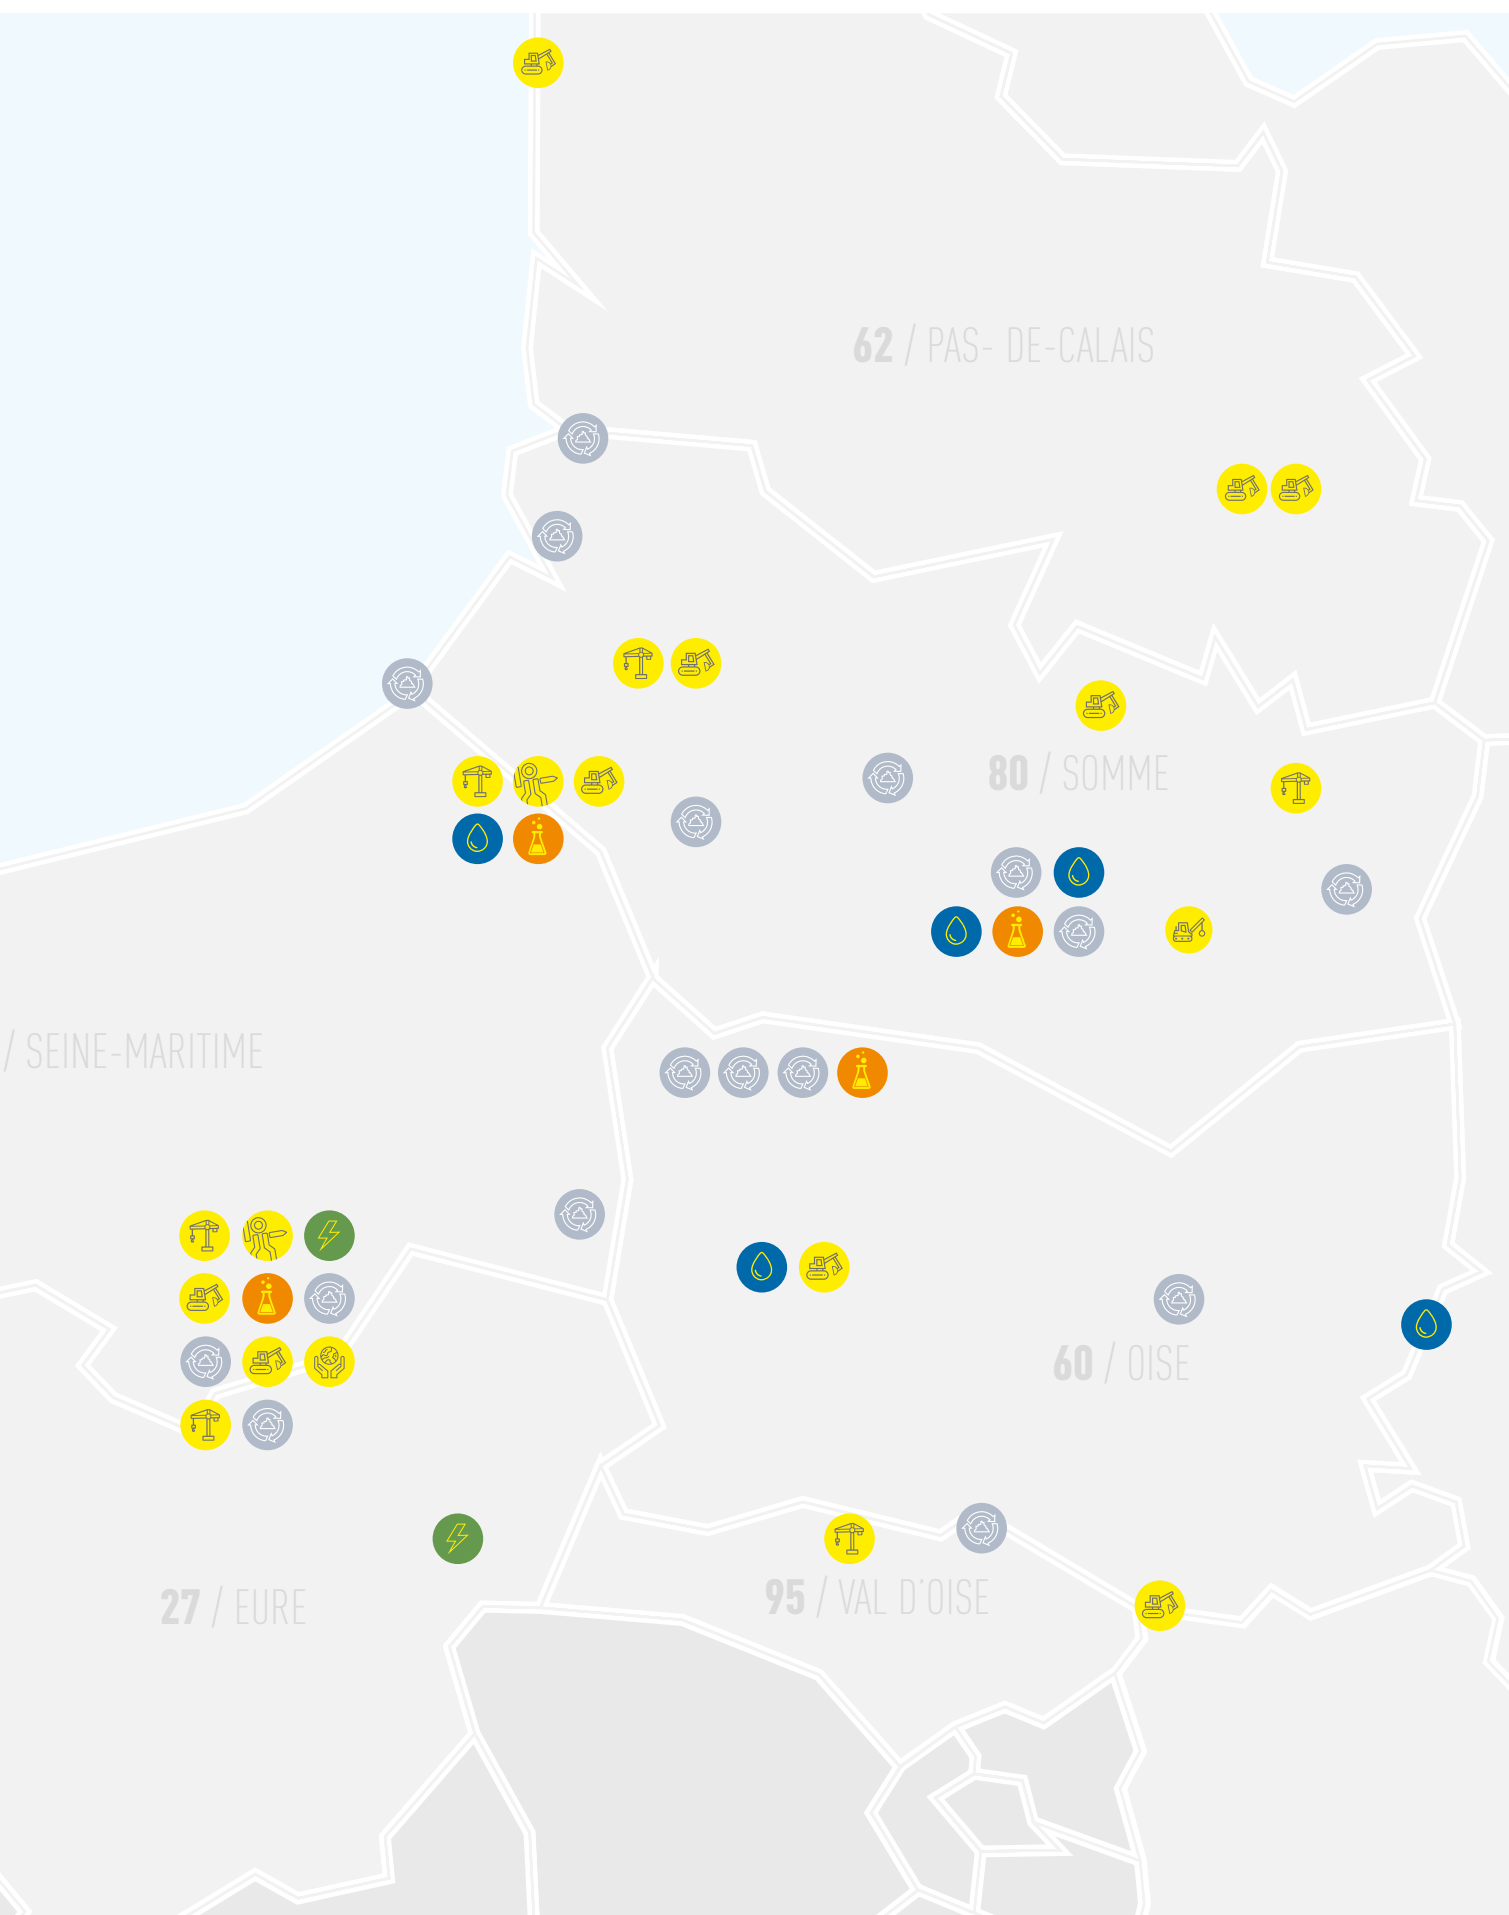 62 / PAS- DE-CALAIS
80 / SOMME
/ SEINE-MARITIME
60 / OISE
27 / EURE
95 / VAL D'OISE